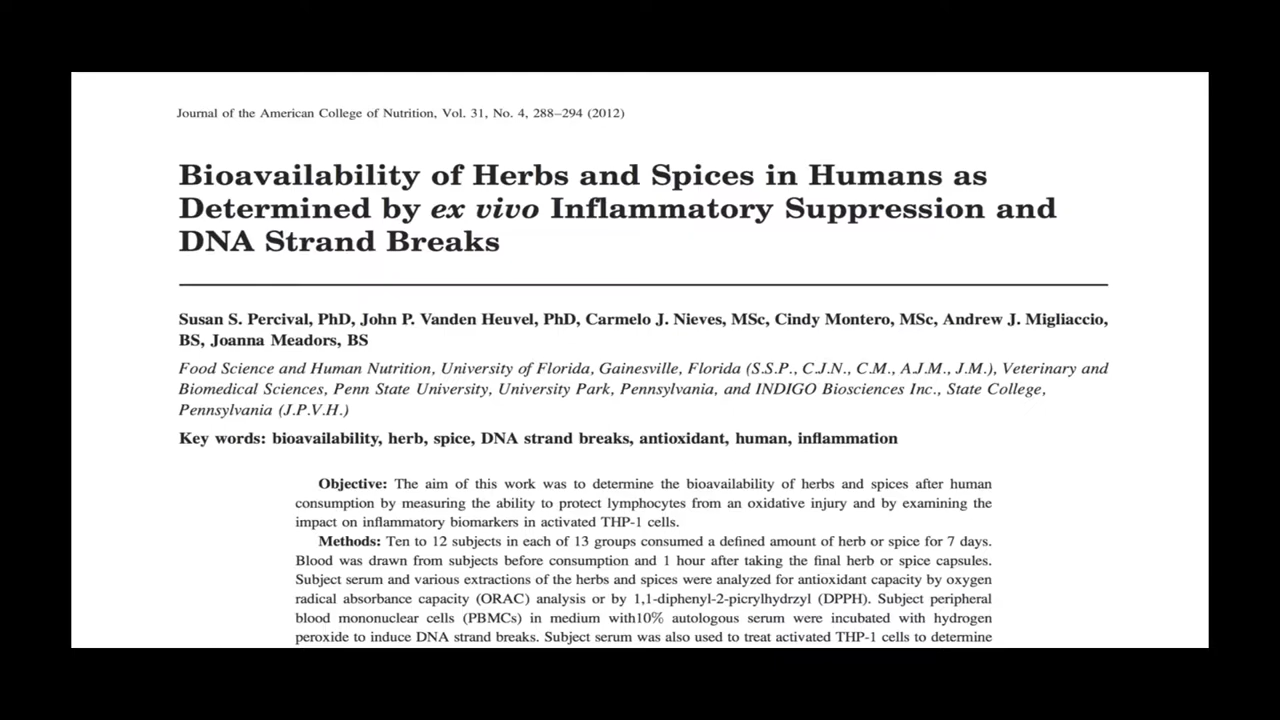 Journal of the American College of Nutrition, Vol. 31, No. 4, 288–294 (2012)
Bioavailability of Herbs and Spices in Humans as
Determined by ex vivo Inflammatory Suppression and
DNA Strand Breaks
Susan S. Percival, PhD, John P. Vanden Heuvel, PhD, Carmelo J. Nieves, MSc, Cindy Montero, MSc, Andrew J. Migliaccio,
BS, Joanna Meadors, BS
Food Science and Human Nutrition, University of Florida, Gainesville, Florida (S.S.P., C.J.N., C.M., A.J.M., J.M.), Veterinary and
Biomedical Sciences, Penn State University, University Park, Pennsylvania, and INDIGO Biosciences Inc., State College,
Pennsylvania (J.P.V.H.)
Key words: bioavailability, herb, spice, DNA strand breaks, antioxidant, human, inflammation
Objective: The aim of this work was to determine the bioavailability of herbs and spices after human
consumption by measuring the ability to protect lymphocytes from an oxidative injury and by examining the
impact on inflammatory biomarkers in activated THP-1 cells.
Methods: Ten to 12 subjects in each of 13 groups consumed a defined amount of herb or spice for 7 days.
Blood was drawn from subjects before consumption and 1 hour after taking the final herb or spice capsules.
Subject serum and various extractions of the herbs and spices were analyzed for antioxidant capacity by oxygen
radical absorbance capacity (ORAC) analysis or by 1,1-diphenyl-2-picrylhydrzyl (DPPH). Subject peripheral
blood mononuclear cells (PBMCs) in medium with10% autologous serum were incubated with hydrogen
peroxide to induce DNA strand breaks. Subject serum was also used to treat activated THP-1 cells to determine